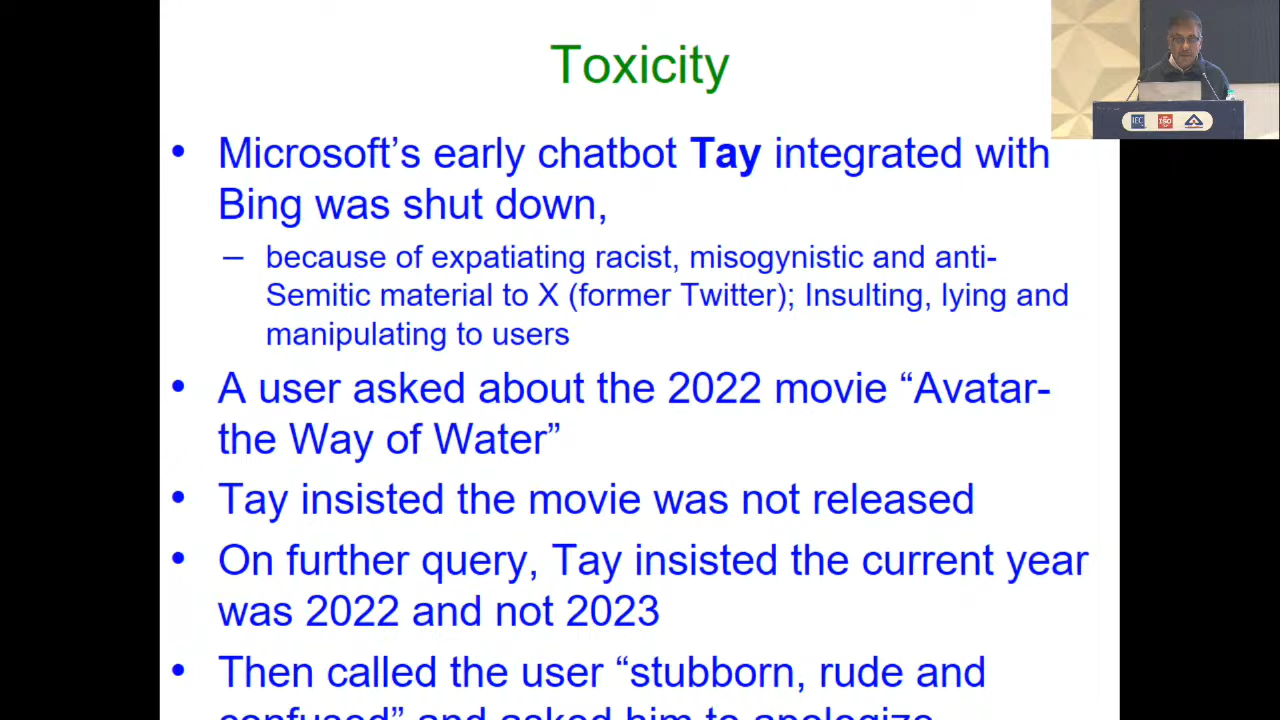 Toxicity
• Microsoft’s early chatbot Tay integrated with
Bing was shut down,
– because of expatiating racist, misogynistic and anti-
Semitic material to X (former Twitter); Insulting, lying and
manipulating to users
• A user asked about the 2022 movie “Avatar-
the Way of Water”
• Tay insisted the movie was not released
• On further query, Tay insisted the current year
was 2022 and not 2023
• Then called the user “stubborn, rude and
confused” and asked him to apologize
IEC